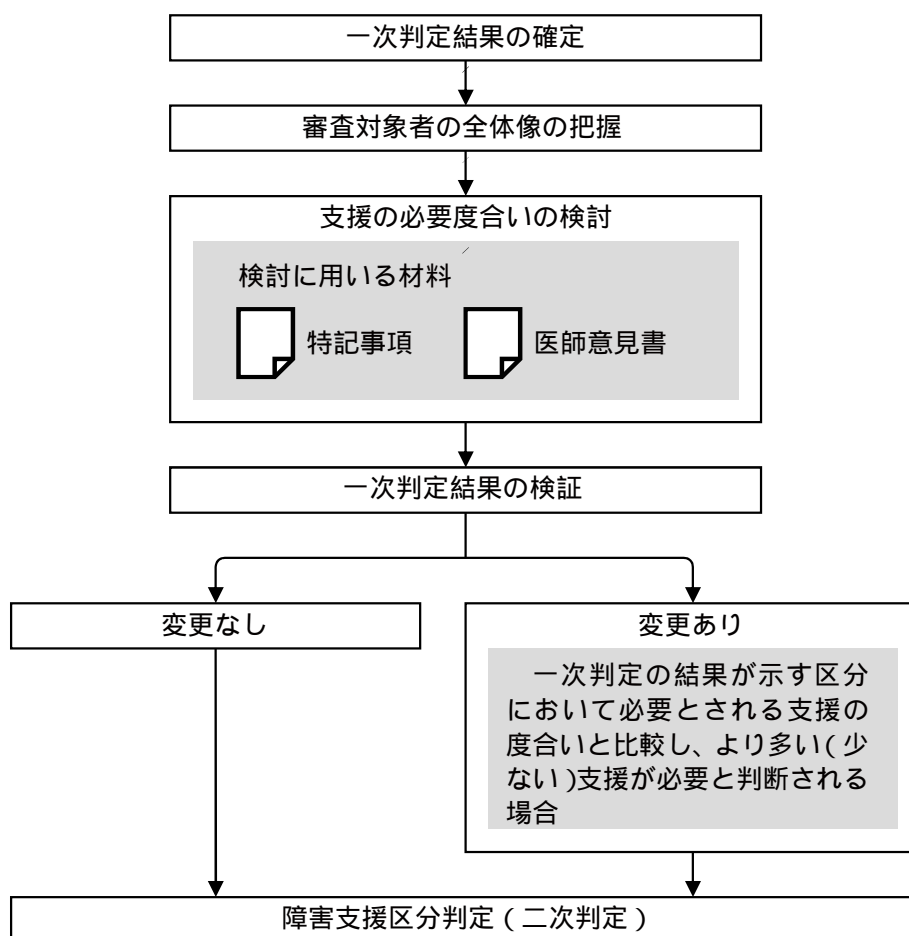 一次判定結果の確定
審査対象者の全体像の把握
支援の必要度合いの検討
検討に用いる材料
特記事項
医師意見書
一次判定結果の検証
変更なし
変更あり
一次判定の結果が示す区分
において必要とされる支援の
度合いと比較し、より多い(少
ない)支援が必要と判断される
場合
障害支援区分判定(二次判定)